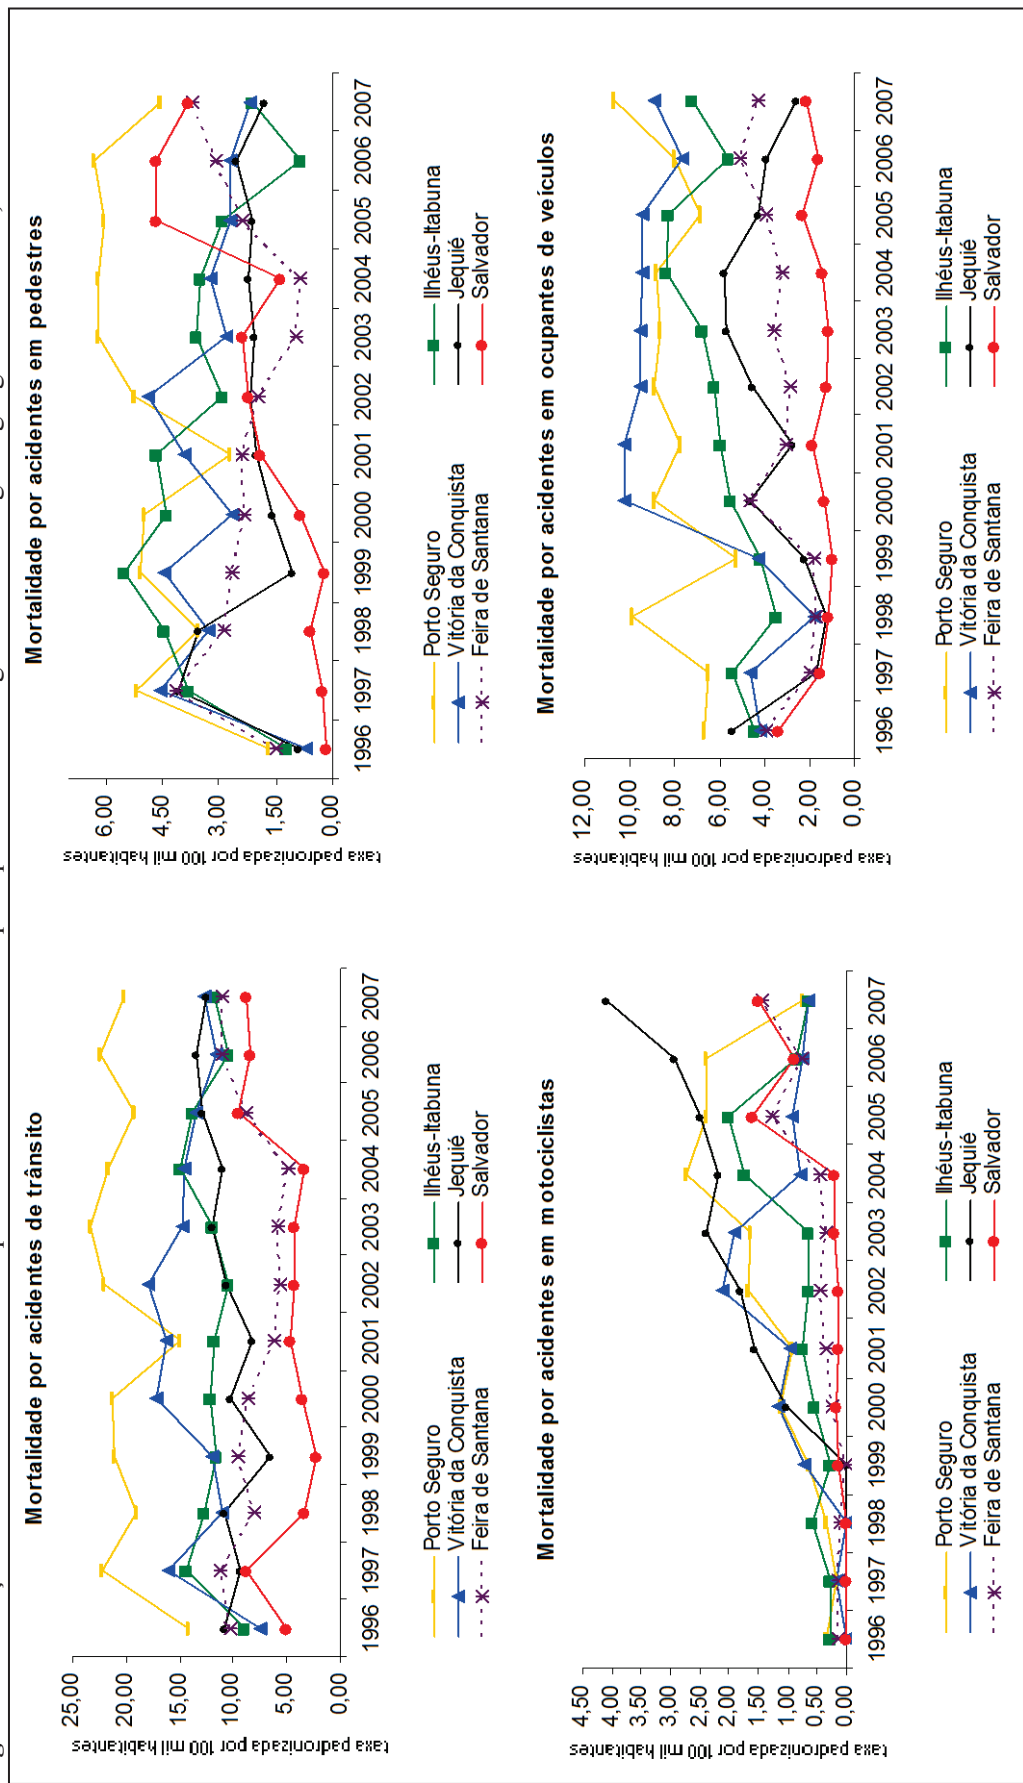 Mortalidade por acidentes de trânsito
taxa padronizada por 100 mil habitantes
25,00
20,00
15,00
10,00
5,00
0,00
1996 1997 1998 1999 2000 2001 2002 2003 2004 2005 2006 2007
Porto Seguro
Ilhéus-Itabuna
Vitória da Conquista
Jequié
Feira de Santana
Salvador
Mortalidade por acidentes em pedestres
taxa padronizada por 100 mil habitantes
6,00
4,50
3,00
1,50
0,00
1996 1997 1998 1999 2000 2001 2002 2003 2004 2005 2006 2007
Porto Seguro
Ilhéus-Itabuna
Vitória da Conquista
Jequié
Feira de Santana
Salvador
Mortalidade por acidentes em motociclistas
taxa padronizada por 100 mil habitantes
4,50
4,00
3,50
3,00
2,50
2,00
1,50
1,00
0,50
0,00
1996 1997 1998 1999 2000 2001 2002 2003 2004 2005 2006 2007
Porto Seguro
Ilhéus-Itabuna
Vitória da Conquista
Jequié
Feira de Santana
Salvador
Mortalidade por acidentes em ocupantes de veículos
taxa padronizada por 100 mil habitantes
12,00
10,00
8,00
6,00
4,00
2,00
0,00
1996 1997 1998 1999 2000 2001 2002 2003 2004 2005 2006 2007
Porto Seguro
Ilhéus-Itabuna
Vitória da Conquista
Jequié
Feira de Santana
Salvador